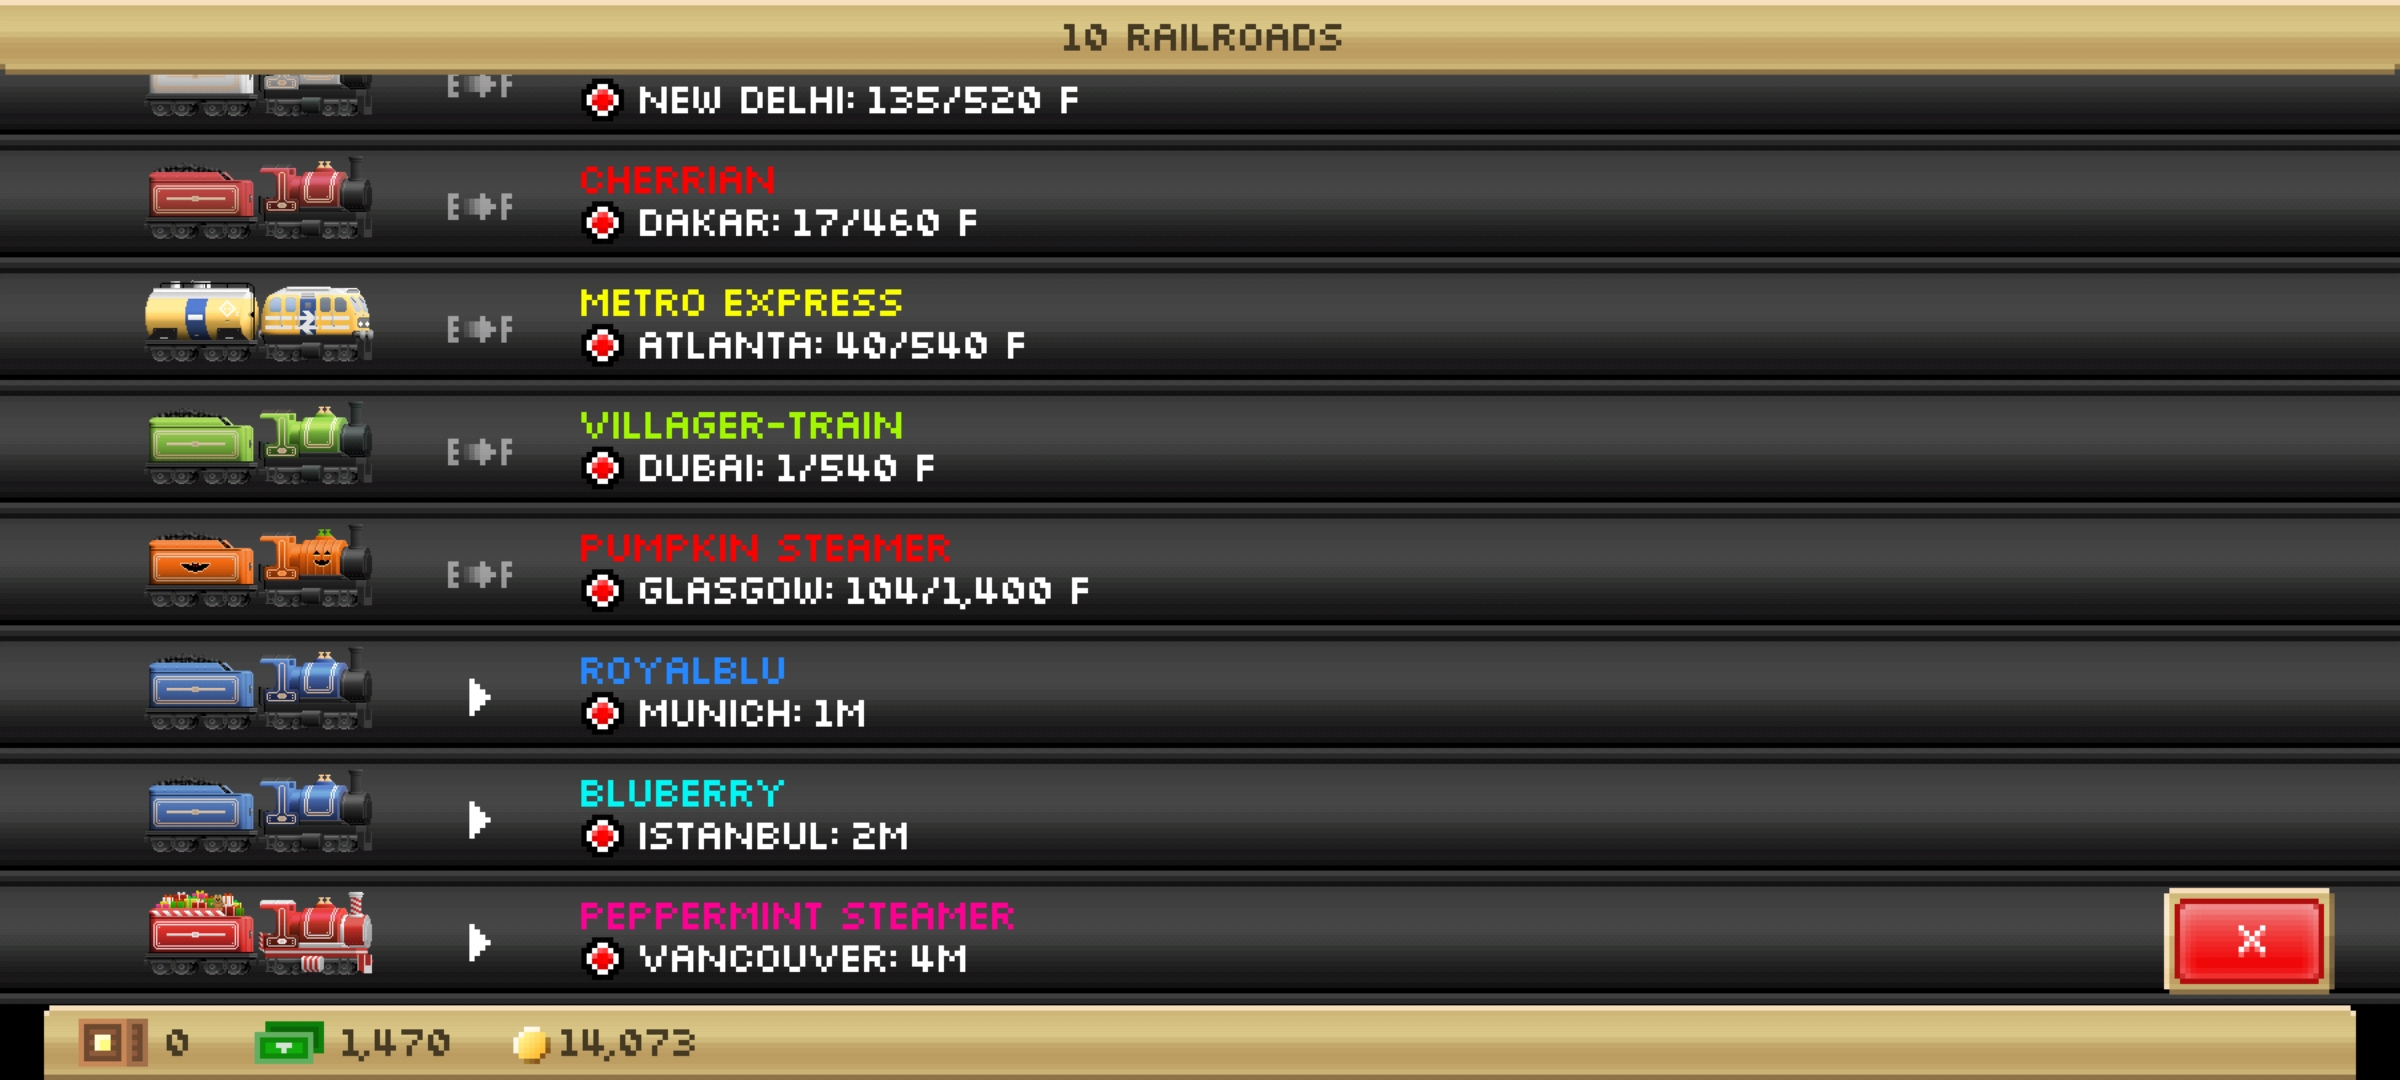 10 RAILROADS
E F
NEW DELHI: 135/520 F
CHERRIAN
E F
DAKAR: 17/460 F
METRO EXPRESS
E F
ATLANTA: 40/540 F
VILLAGER-TRAIN
E F
DUBAI: 1/540 F
PUMPKIN STEAMER
E F
GLASGOW: 104/1,400 F
ROYALBLU
MUNICH: 1M
BLUBERRY
ISTANBUL: 2M
PEPPERMINT STEAMER
VANCOUVER: 4M
X
0 1,470 14,073